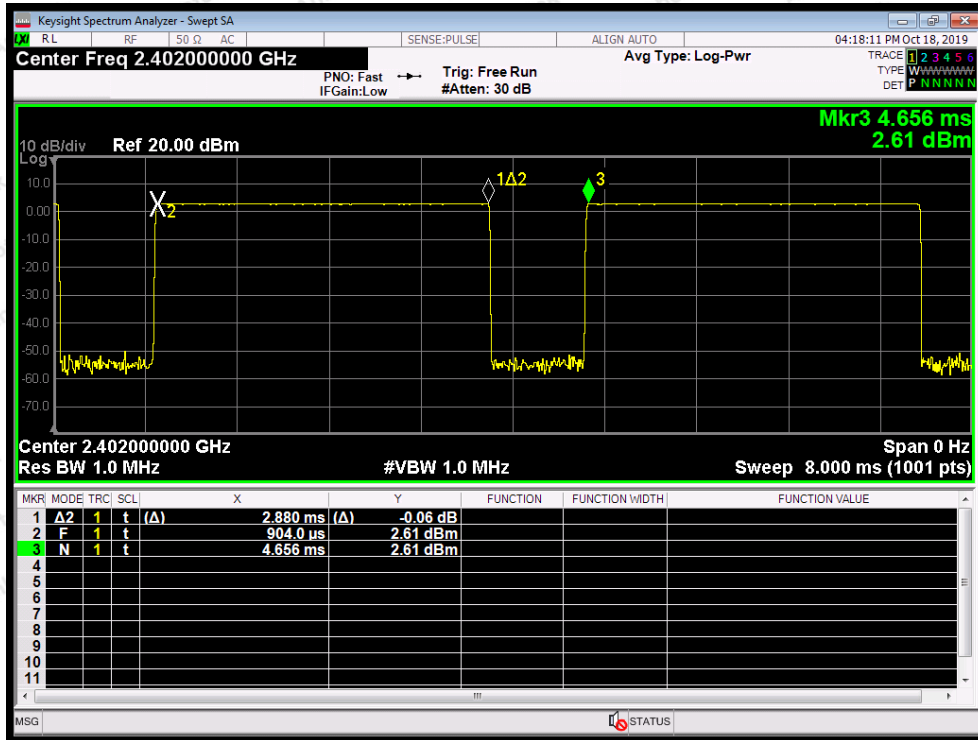 Keysight Spectrum Analyzer - Swept SA
LXI RL RF 50 Ω AC SENSE:PULSE ALIGN AUTO 04:18:11 PM Oct 18, 2019
Center Freq 2.402000000 GHz Avg Type: Log-Pwr TRACE 1 2 3 4 5 6
PNO: Fast Trig: Free Run TYPE WWWWWW
IFGain:Low #Atten: 30 dB DET P N N N N N
Mkr3 4.656 ms
10 dB/div Ref 20.00 dBm 2.61 dBm
Log
10.0 1Δ2 3
0.00 X2
-10.0
-20.0
-30.0
-40.0
-50.0
-60.0
-70.0
Center 2.402000000 GHz Span 0 Hz
Res BW 1.0 MHz #VBW 1.0 MHz Sweep 8.000 ms (1001 pts)
MKR MODE TRC SCL X Y FUNCTION FUNCTION WIDTH FUNCTION VALUE
1 Δ2 1 t (Δ) 2.880 ms (Δ) -0.06 dB
2 F 1 t 904.0 µs 2.61 dBm
3 N 1 t 4.656 ms 2.61 dBm
4
5
6
7
8
9
10
11
MSG STATUS